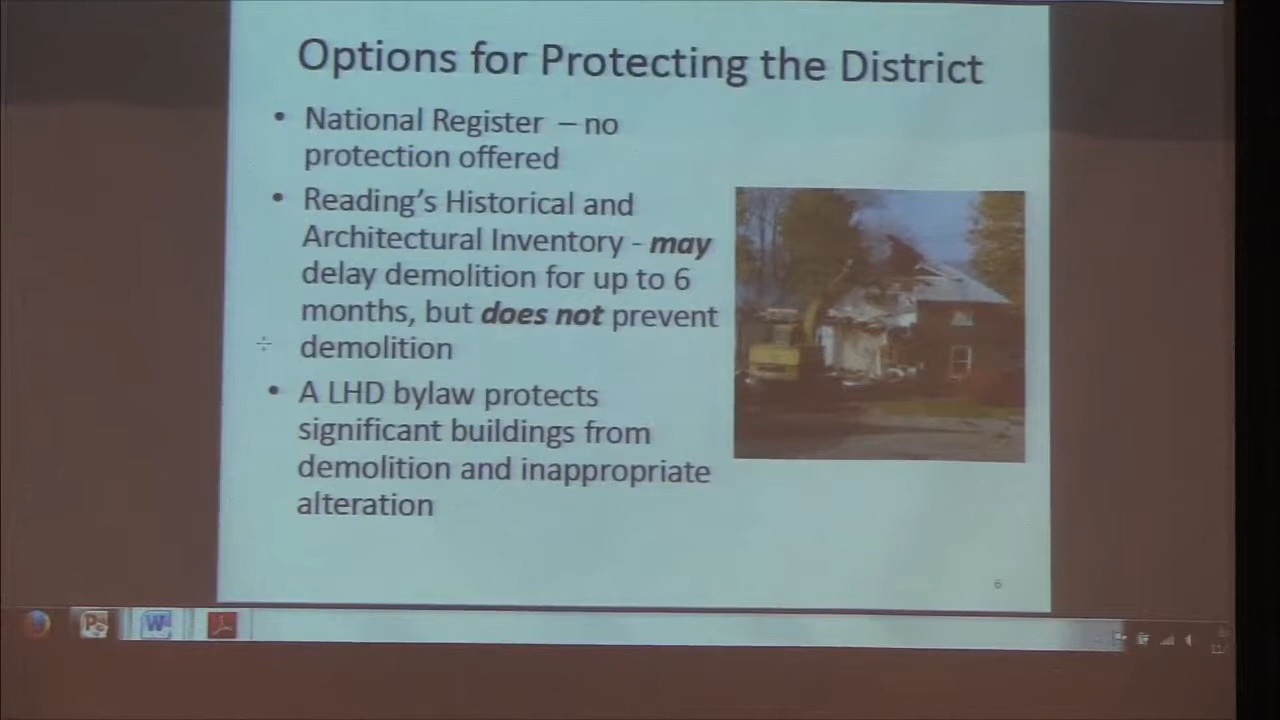 Options for Protecting the District
• National Register – no
protection offered
• Reading's Historical and
Architectural Inventory - may
delay demolition for up to 6
months, but does not prevent
demolition
• A LHD bylaw protects
significant buildings from
demolition and inappropriate
alteration
6